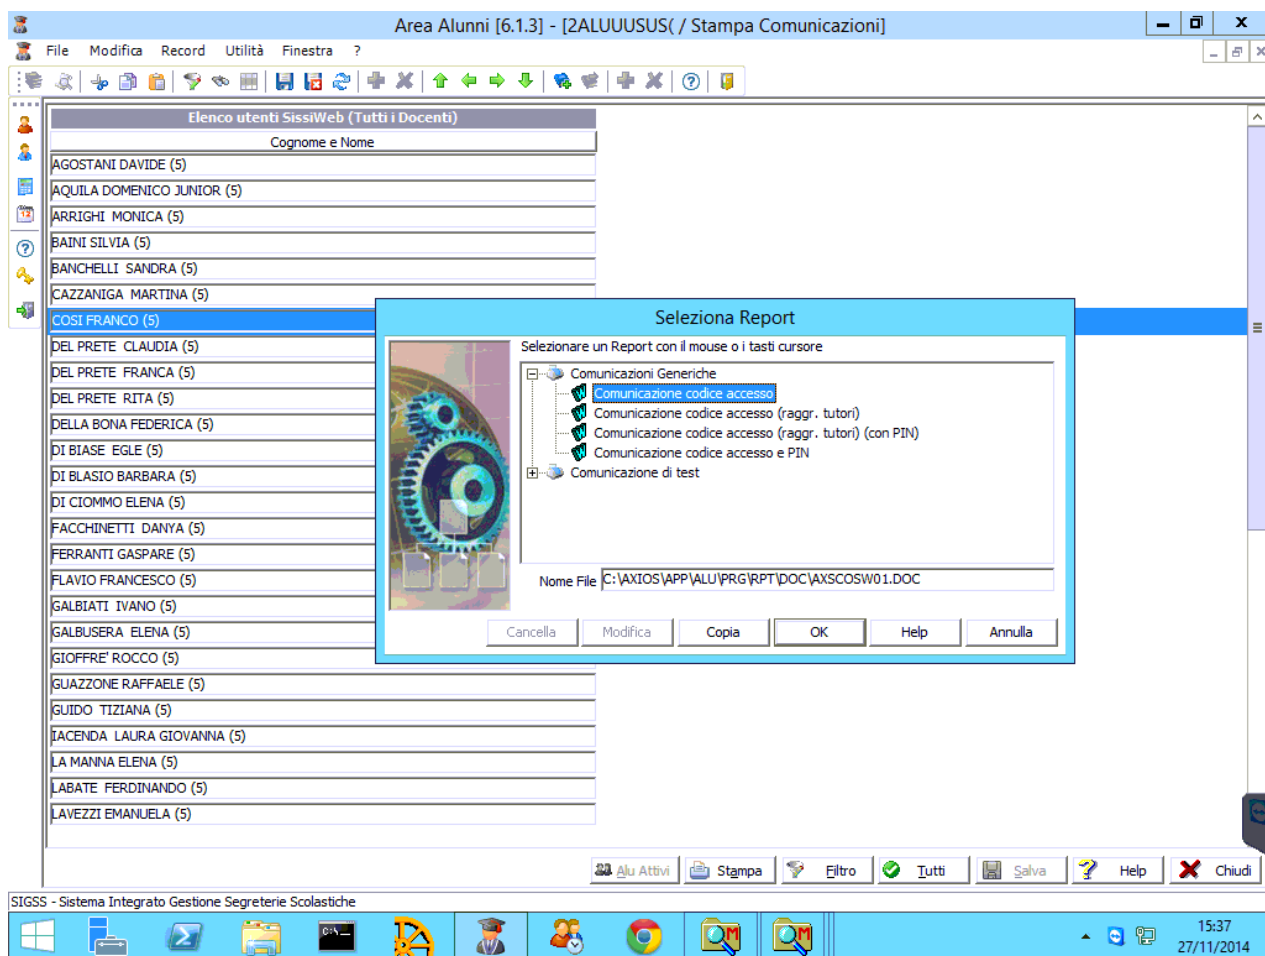 Area Alunni [6.1.3] - [2ALUUUSUS( / Stampa Comunicazioni]
File Modifica Record Utilità Finestra ?
Elenco utenti SissiWeb (Tutti i Docenti)
Cognome e Nome
AGOSTANI DAVIDE (5)
AQUILA DOMENICO JUNIOR (5)
ARRIGHI MONICA (5)
BAINI SILVIA (5)
BANCHELLI SANDRA (5)
CAZZANIGA MARTINA (5)
COSI FRANCO (5)
DEL PRETE CLAUDIA (5)
DEL PRETE FRANCA (5)
DEL PRETE RITA (5)
DELLA BONA FEDERICA (5)
DI BIASE EGLE (5)
DI BLASIO BARBARA (5)
DI CIOMMO ELENA (5)
FACCHINETTI DANYA (5)
FERRANTI GASPARE (5)
FLAVIO FRANCESCO (5)
GALBIATI IVANO (5)
GALBUSERA ELENA (5)
GIOFFRE' ROCCO (5)
GUAZZONE RAFFAELE (5)
GUIDO TIZIANA (5)
IACENDA LAURA GIOVANNA (5)
LA MANNA ELENA (5)
LABATE FERDINANDO (5)
LAVEZZI EMANUELA (5)
Seleziona Report
Selezionare un Report con il mouse o i tasti cursore
Comunicazioni Generiche
Comunicazione codice accesso
Comunicazione codice accesso (raggr. tutori)
Comunicazione codice accesso (raggr. tutori) (con PIN)
Comunicazione codice accesso e PIN
Comunicazione di test
Nome File C:\AXIOS\APP\ALU\PRG\RPT\DOC\AXSCOSW01.DOC
Cancella Modifica Copia OK Help Annulla
Alu Attivi Stampa Filtro Tutti Salva Help Chiudi
SIGSS - Sistema Integrato Gestione Segreterie Scolastiche
15:37
27/11/2014